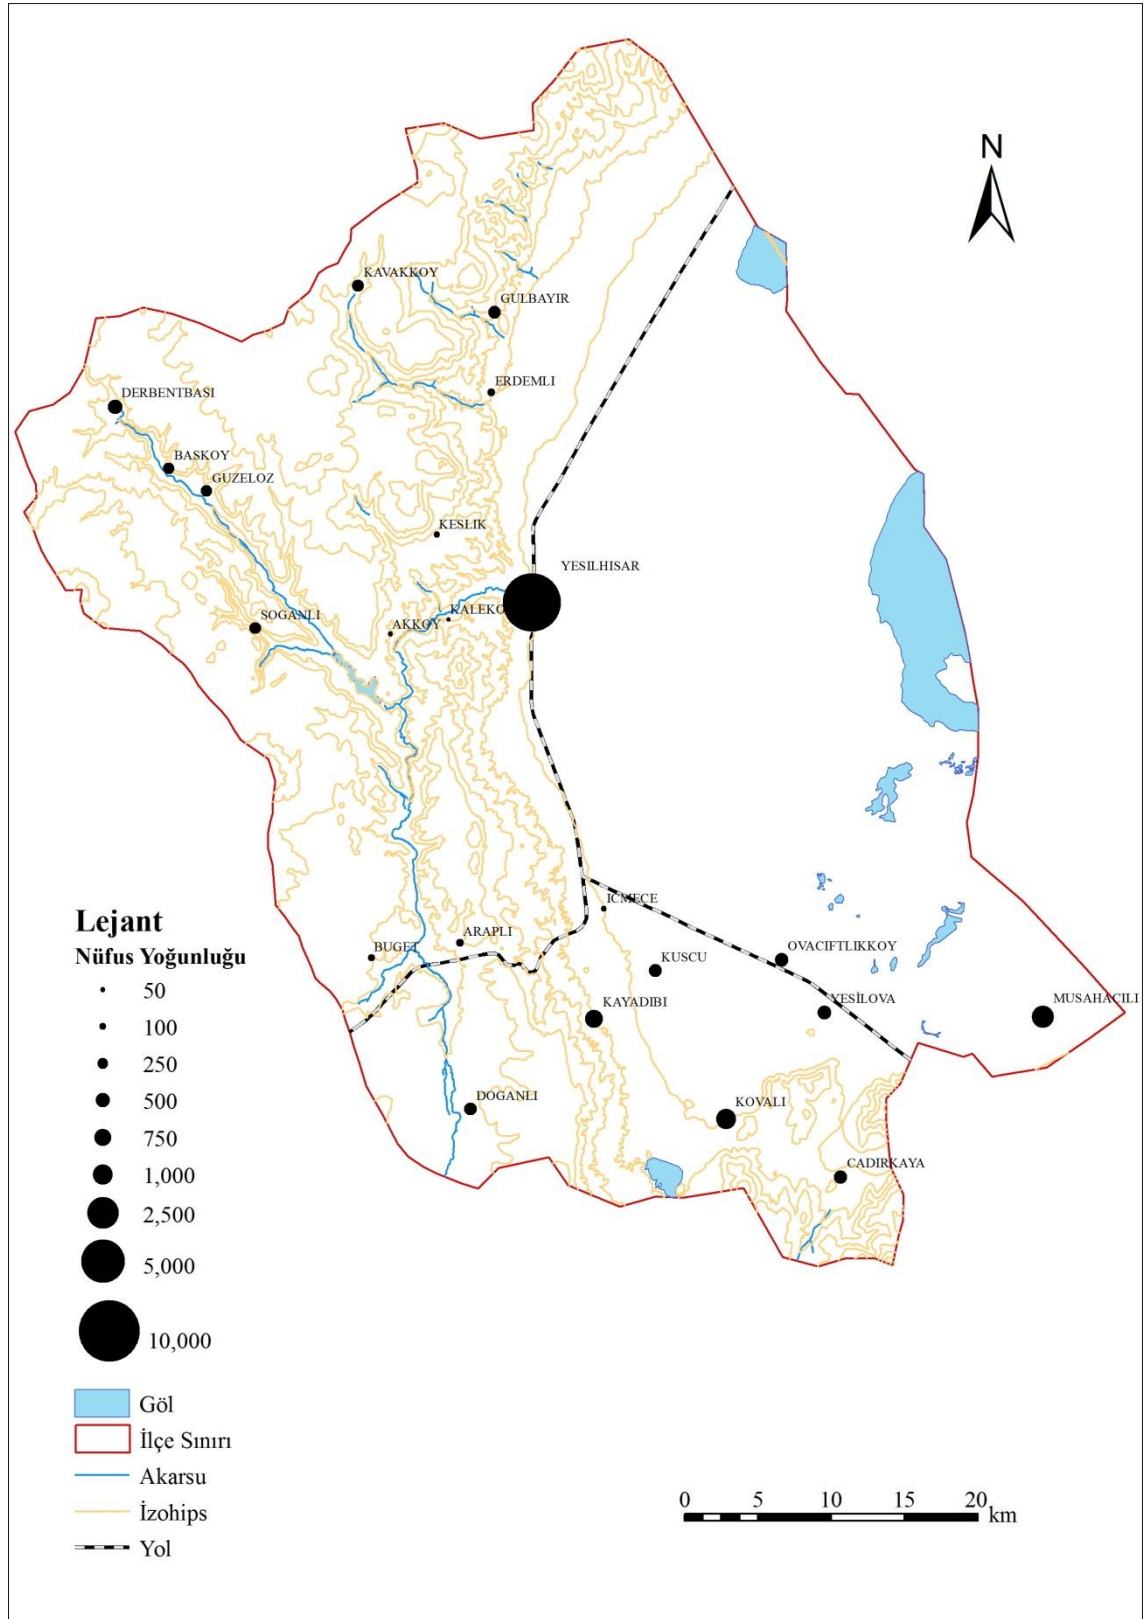 N
KAVAKKOY
GULBAYIR
ERDEMLI
DERBENTBASI
BASKOY
GUZELOZ
KESLIK
YESILHISAR
KALEKO
SOGANLI
AKKOY
ICMECE
ARAPLI
BUGET
OVACIFTLIKKOY
KUSCU
KAYADIBI
YESİLOVA
MUSAHACILI
DOGANLI
KOVALI
CADIRKAYA
Lejant
Nüfus Yoğunluğu
50
100
250
500
750
1,000
2,500
5,000
10,000
Göl
İlçe Sınırı
Akarsu
İzohips
Yol
0 5 10 15 20
km